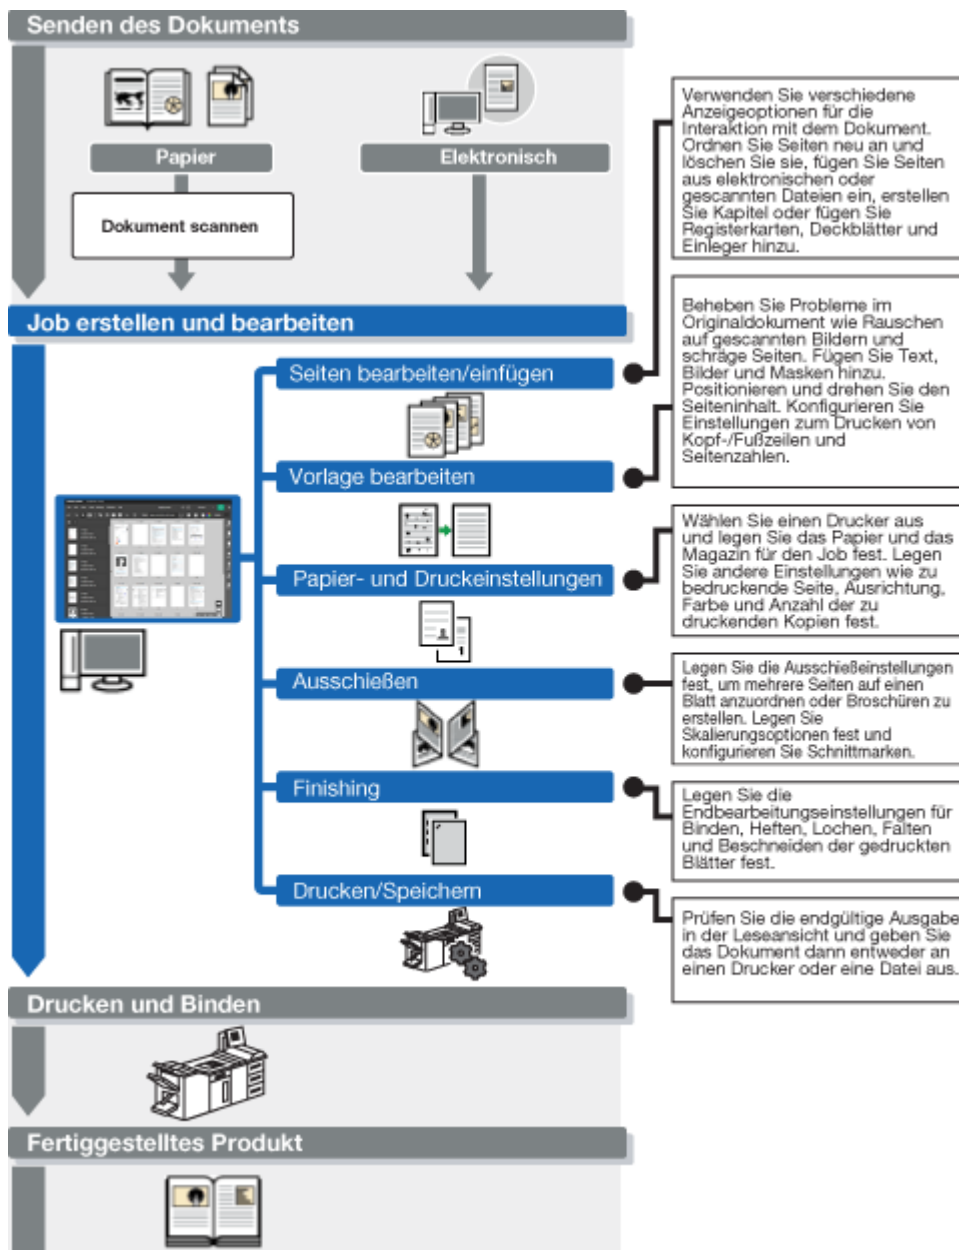 Senden des Dokuments
Papier
Elektronisch
Dokument scannen
Job erstellen und bearbeiten
Seiten bearbeiten/einfügen
Vorlage bearbeiten
Papier- und Druckeinstellungen
Ausschießen
Finishing
Drucken/Speichern
Verwenden Sie verschiedene
Anzeigeoptionen für die
Interaktion mit dem Dokument.
Ordnen Sie Seiten neu an und
löschen Sie sie, fügen Sie Seiten
aus elektronischen oder
gescannten Dateien ein, erstellen
Sie Kapitel oder fügen Sie
Registerkarten, Deckblätter und
Einleger hinzu.
Beheben Sie Probleme im
Originaldokument wie Rauschen
auf gescannten Bildern und
schräge Seiten. Fügen Sie Text,
Bilder und Masken hinzu.
Positionieren und drehen Sie den
Seiteninhalt. Konfigurieren Sie
Einstellungen zum Drucken von
Kopf-/Fußzeilen und
Seitenzahlen.
Wählen Sie einen Drucker aus
und legen Sie das Papier und das
Magazin für den Job fest. Legen
Sie andere Einstellungen wie zu
bedruckende Seite, Ausrichtung,
Farbe und Anzahl der zu
druckenden Kopien fest.
Legen Sie die Ausschießeinstellungen
fest, um mehrere Seiten auf einen
Blatt anzuordnen oder Broschüren zu
erstellen. Legen Sie
Skalierungsoptionen fest und
konfigurieren Sie Schnittmarken.
Legen Sie die
Endbearbeitungseinstellungen für
Binden, Heften, Lochen, Falten
und Beschneiden der gedruckten
Blätter fest.
Prüfen Sie die endgültige Ausgabe
in der Leseansicht und geben Sie
das Dokument dann entweder an
einen Drucker oder eine Datei aus.
Drucken und Binden
Fertiggestelltes Produkt